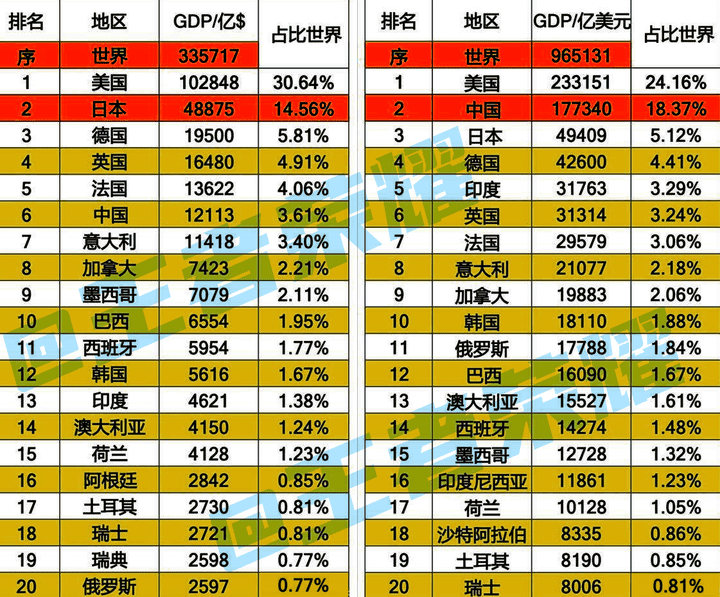 排名 地区 GDP/亿$ 占比世界
序 世界 335717
1 美国 102848 30.64%
2 日本 48875 14.56%
3 德国 19500 5.81%
4 英国 16480 4.91%
5 法国 13622 4.06%
6 中国 12113 3.61%
7 意大利 11418 3.40%
8 加拿大 7423 2.21%
9 墨西哥 7079 2.11%
10 巴西 6554 1.95%
11 西班牙 5954 1.77%
12 韩国 5616 1.67%
13 印度 4621 1.38%
14 澳大利亚 4150 1.24%
15 荷兰 4128 1.23%
16 阿根廷 2842 0.85%
17 土耳其 2730 0.81%
18 瑞士 2721 0.81%
19 瑞典 2598 0.77%
20 俄罗斯 2597 0.77%
排名 地区 GDP/亿美元 占比世界
序 世界 965131
1 美国 233151 24.16%
2 中国 177340 18.37%
3 日本 49409 5.12%
4 德国 42600 4.41%
5 印度 31763 3.29%
6 英国 31314 3.24%
7 法国 29579 3.06%
8 意大利 21077 2.18%
9 加拿大 19883 2.06%
10 韩国 18110 1.88%
11 俄罗斯 17788 1.84%
12 巴西 16090 1.67%
13 澳大利亚 15527 1.61%
14 西班牙 14274 1.48%
15 墨西哥 12728 1.32%
16 印度尼西亚 11861 1.23%
17 荷兰 10128 1.05%
18 沙特阿拉伯 8335 0.86%
19 土耳其 8190 0.85%
20 瑞士 8006 0.81%
@王者荣耀
@王者荣耀